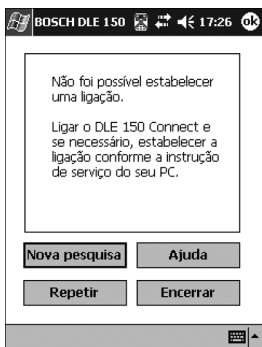 BOSCH DLE 150 17:26 ok
Não foi possível estabelecer
uma ligação.
Ligar o DLE 150 Connect e
se necessário, estabelecer a
ligação conforme a instrução
de serviço do seu PC.
Nova pesquisa Ajuda
Repetir Encerrar